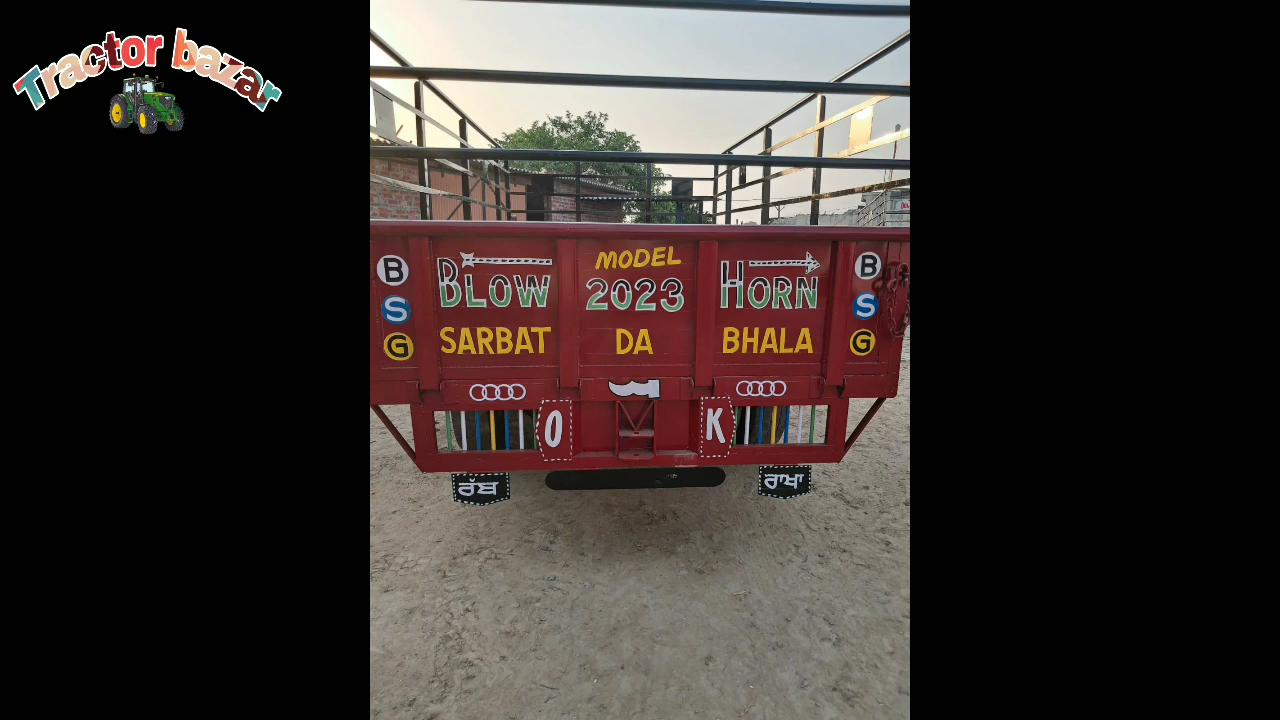 Tractor bazar
MODEL
B BLOW 2023 HORN B
S S
SARBAT DA BHALA
G G
O K
ਰੱਬ ਰਾਖਾ